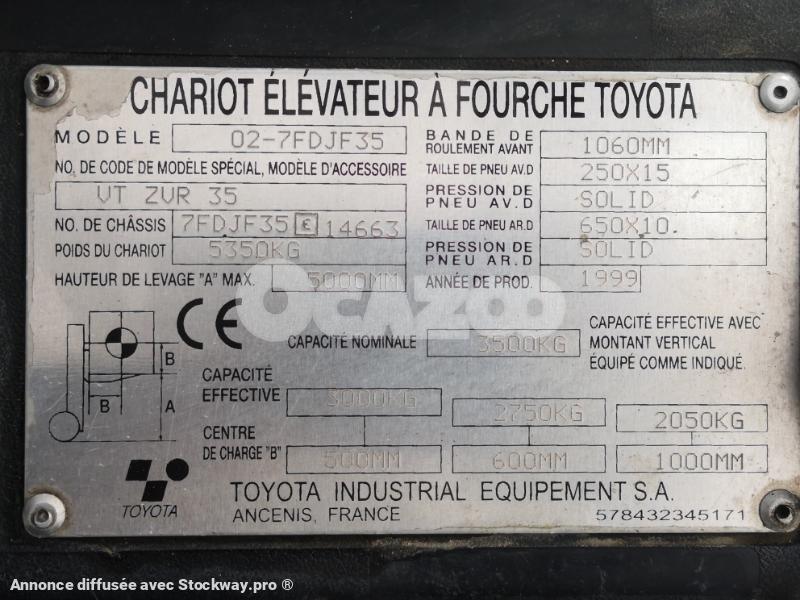 CHARIOT ÉLÉVATEUR À FOURCHE TOYOTA
MODÈLE 02-7FDJF35
NO. DE CODE DE MODÈLE SPÉCIAL, MODÈLE D'ACCESSOIRE
VT ZVR 35
NO. DE CHÂSSIS 7FDJF35 E 14663
POIDS DU CHARIOT 5350KG
HAUTEUR DE LEVAGE "A" MAX. 5000MM
BANDE DE
ROULEMENT AVANT 1060MM
TAILLE DE PNEU AV.D 250X15
PRESSION DE
PNEU AV.D SOLID
TAILLE DE PNEU AR.D 650X10.
PRESSION DE
PNEU AR.D SOLID
ANNÉE DE PROD. 1999
OCAZOO
CE
CAPACITÉ NOMINALE 3500KG
CAPACITÉ EFFECTIVE AVEC
MONTANT VERTICAL
ÉQUIPÉ COMME INDIQUÉ.
B
A
B
CAPACITÉ
EFFECTIVE 3000KG 2750KG 2050KG
CENTRE
DE CHARGE "B" 500MM 600MM 1000MM
TOYOTA
TOYOTA INDUSTRIAL EQUIPEMENT S.A.
ANCENIS, FRANCE 578432345171
Annonce diffusée avec Stockway.pro ®